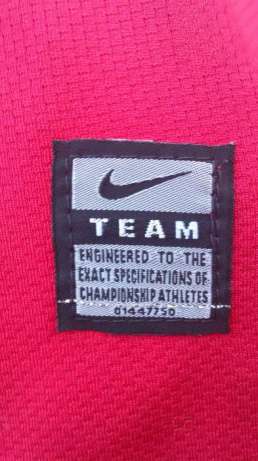 TEAM
ENGINEERED TO THE
EXACT SPECIFICATIONS OF
CHAMPIONSHIP ATHLETES
01447750